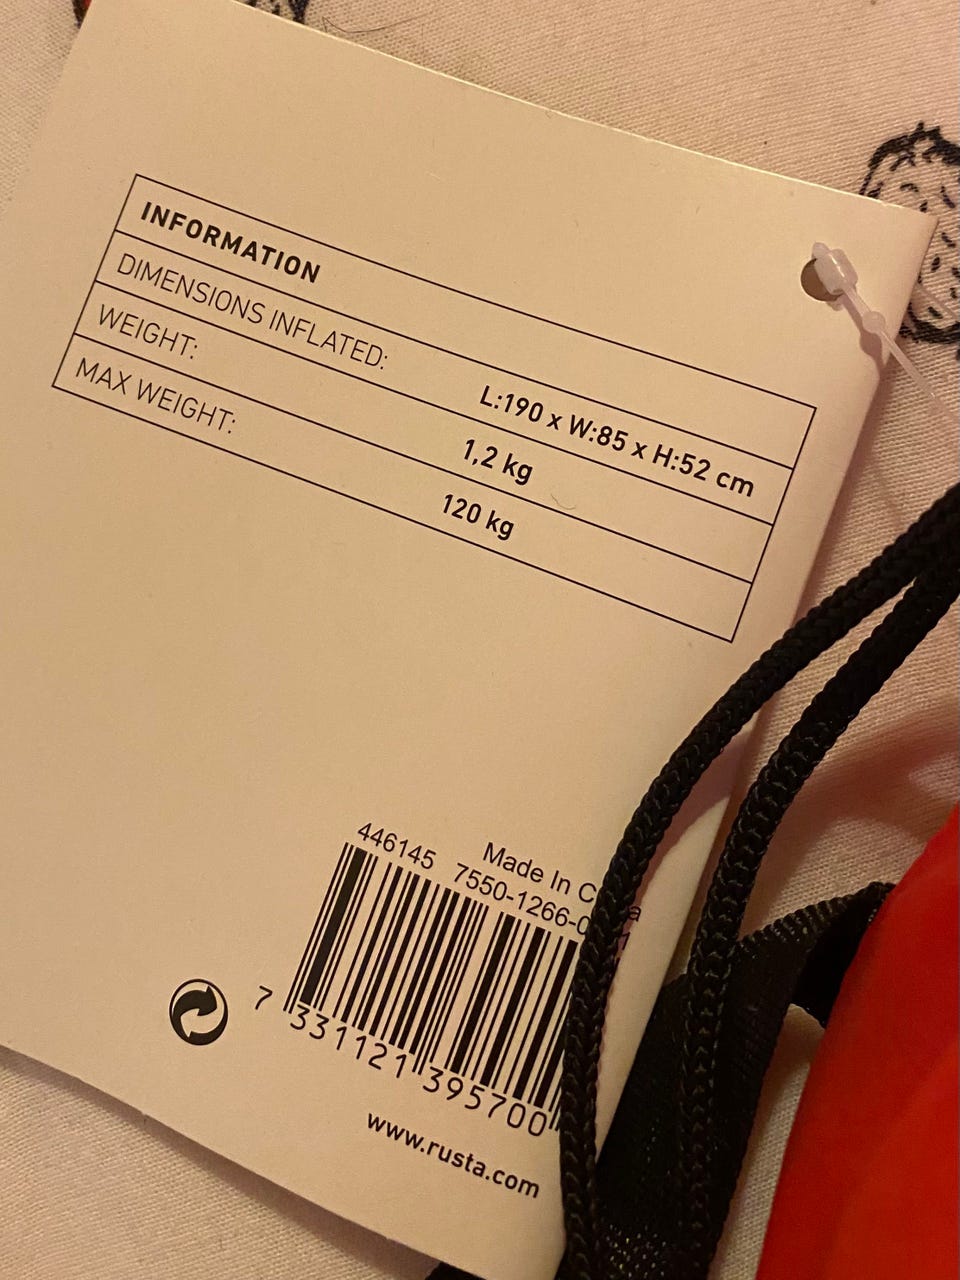 INFORMATION
DIMENSIONS INFLATED: L:190 x W:85 x H:52 cm
WEIGHT: 1,2 kg
MAX WEIGHT: 120 kg
446145 Made In
7550-1266-
7 331121 395700
www.rusta.com